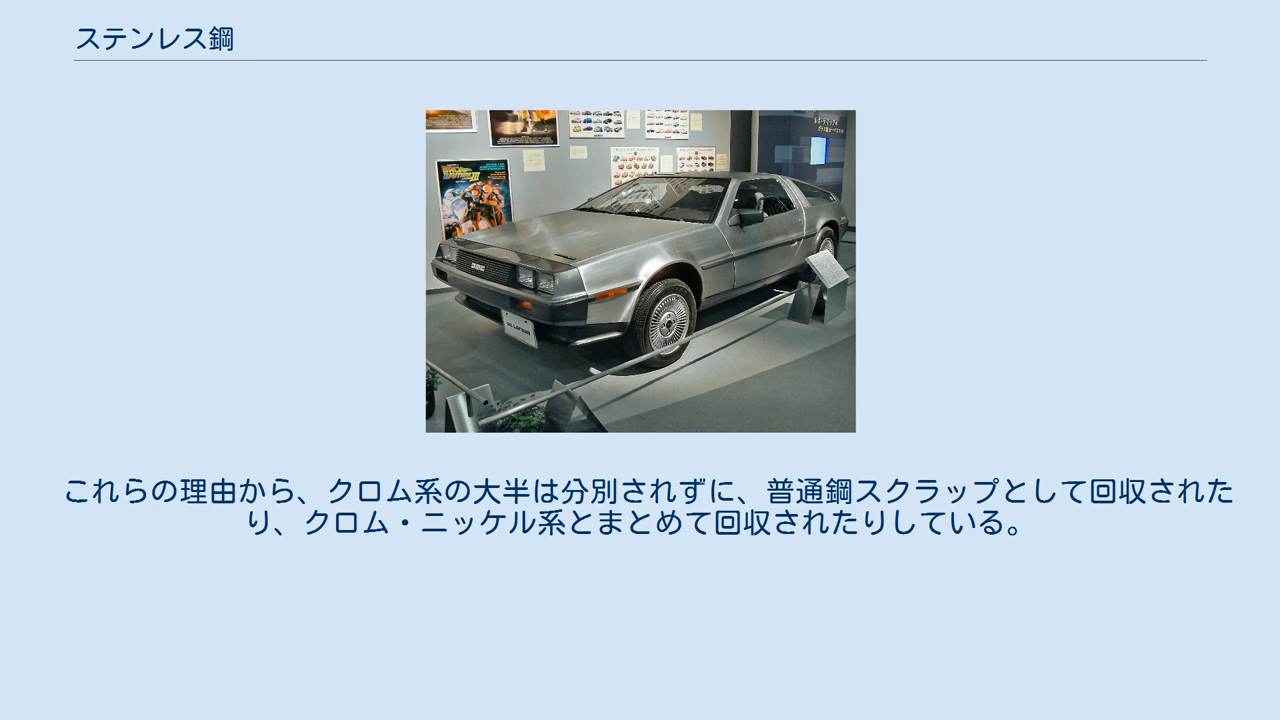 ステンレス鋼
これらの理由から、クロム系の大半は分別されずに、普通鋼スクラップとして回収された
り、クロム・ニッケル系とまとめて回収されたりしている。